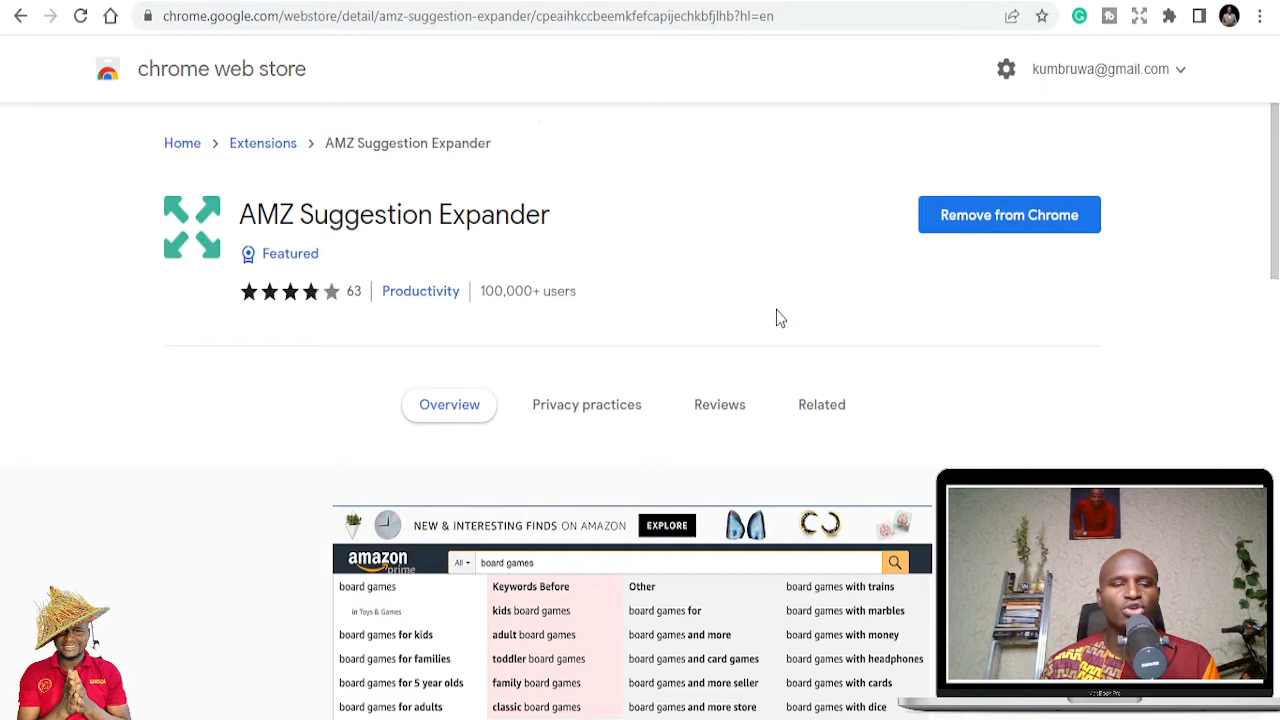 chrome.google.com/webstore/detail/amz-suggestion-expander/cpeaihkccbeemkfefcapijechkbfjlhb?hl=en
chrome web store
kumbruwa@gmail.com
Home
Extensions
AMZ Suggestion Expander
AMZ Suggestion Expander
Remove from Chrome
Featured
63
Productivity
100,000+ users
Overview
Privacy practices
Reviews
Related
NEW & INTERESTING FINDS ON AMAZON
EXPLORE
amazon
prime
All
board games
board games
in Toys & Games
board games for kids
board games for families
board games for adults
Keywords Before
kids board games
adult board games
toddler board games
family board games
classic board games
Other
board games for
board games and more
board games and card games
board games and more seller
board games and more store
board games with trains
board games with marbles
board games with money
board games with headphones
board games with cards
board games with dice
MacBook Pro